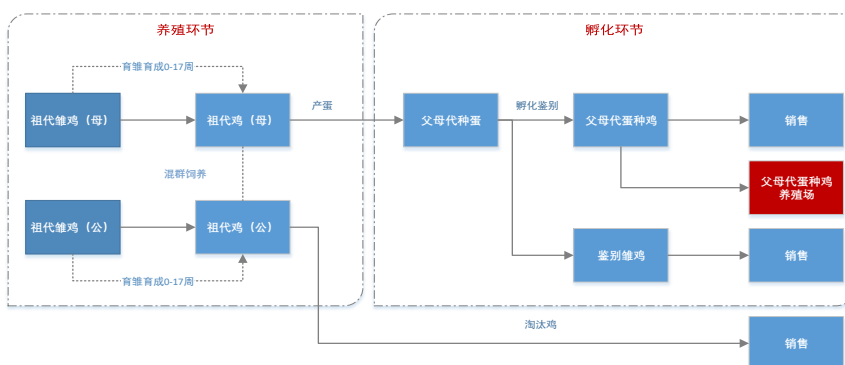 养殖环节
孵化环节
育雏育成0-17周
祖代雏鸡（母）
祖代鸡（母）
产蛋
父母代种蛋
孵化鉴别
父母代蛋种鸡
销售
混群饲养
父母代蛋种鸡
养殖场
祖代雏鸡（公）
祖代鸡（公）
鉴别雏鸡
销售
育雏育成0-17周
淘汰鸡
销售